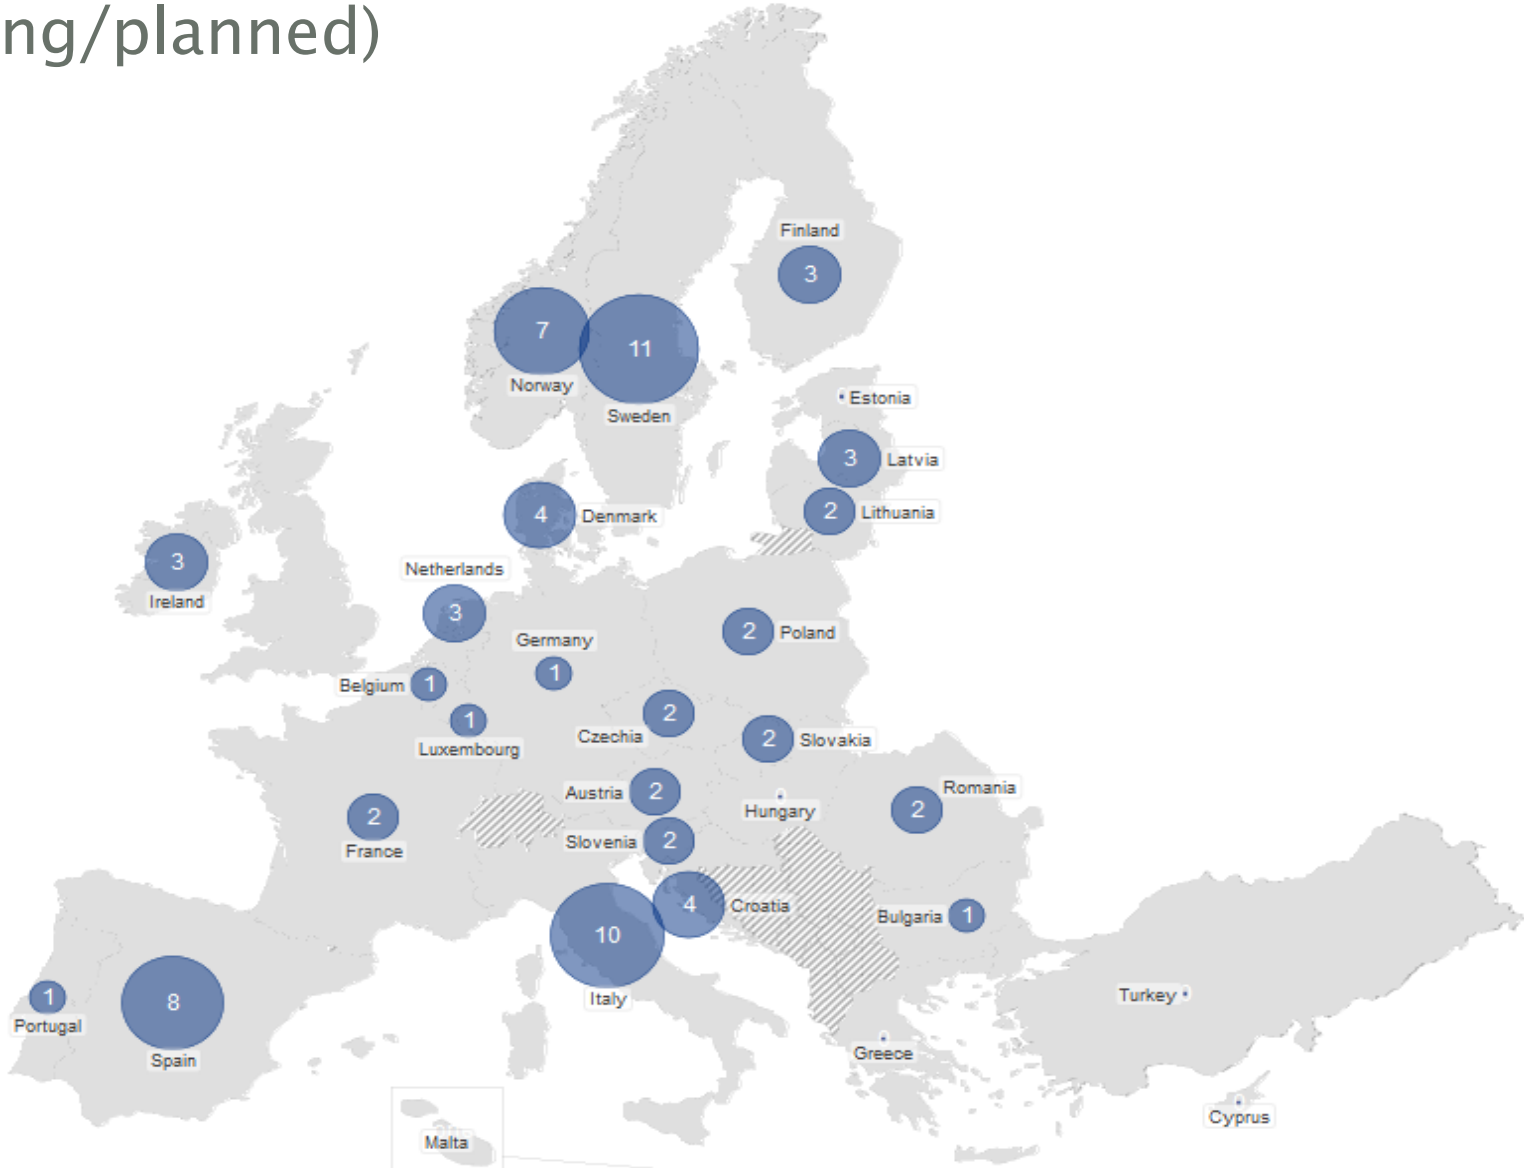 ng/planned)
Finland
3
7
11
Norway
Sweden
Estonia
3
Latvia
2
Lithuania
4
Denmark
3
Ireland
Netherlands
3
2
Poland
Germany
1
Belgium
1
1
Luxembourg
2
Czechia
2
Slovakia
Austria
2
Hungary
Romania
2
2
France
Slovenia
2
4
Croatia
10
Italy
Bulgaria
1
1
Portugal
8
Spain
Turkey
Greece
Cyprus
Malta